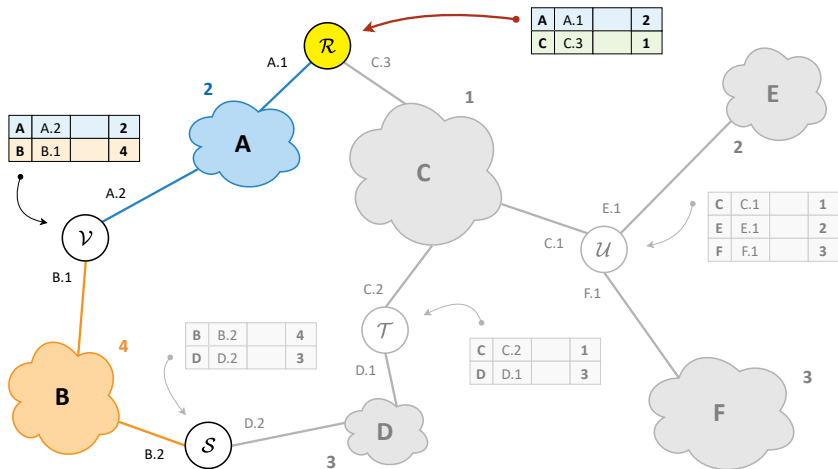 A A.1 2
C C.3 1
ℛ
A.1
C.3
2
A
1
C
E
2
A A.2 2
B B.1 4
A.2
𝒱
B.1
E.1
C.1
𝒰
F.1
C C.1 1
E E.1 2
F F.1 3
C.2
𝒯
D.1
B B.2 4
D D.2 3
C C.2 1
D D.1 3
4
B
B.2
𝒮
D.2
D
3
F
3